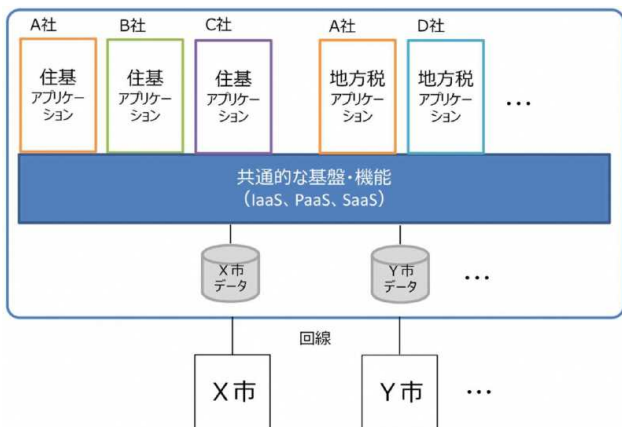 A社
B社
C社
A社
D社
住基
アプリケー
ション
住基
アプリケー
ション
住基
アプリケー
ション
地方税
アプリケー
ション
地方税
アプリケー
ション
…
共通的な基盤・機能
（IaaS、PaaS、SaaS）
X市
データ
Y市
データ
…
回線
X市
Y市
…